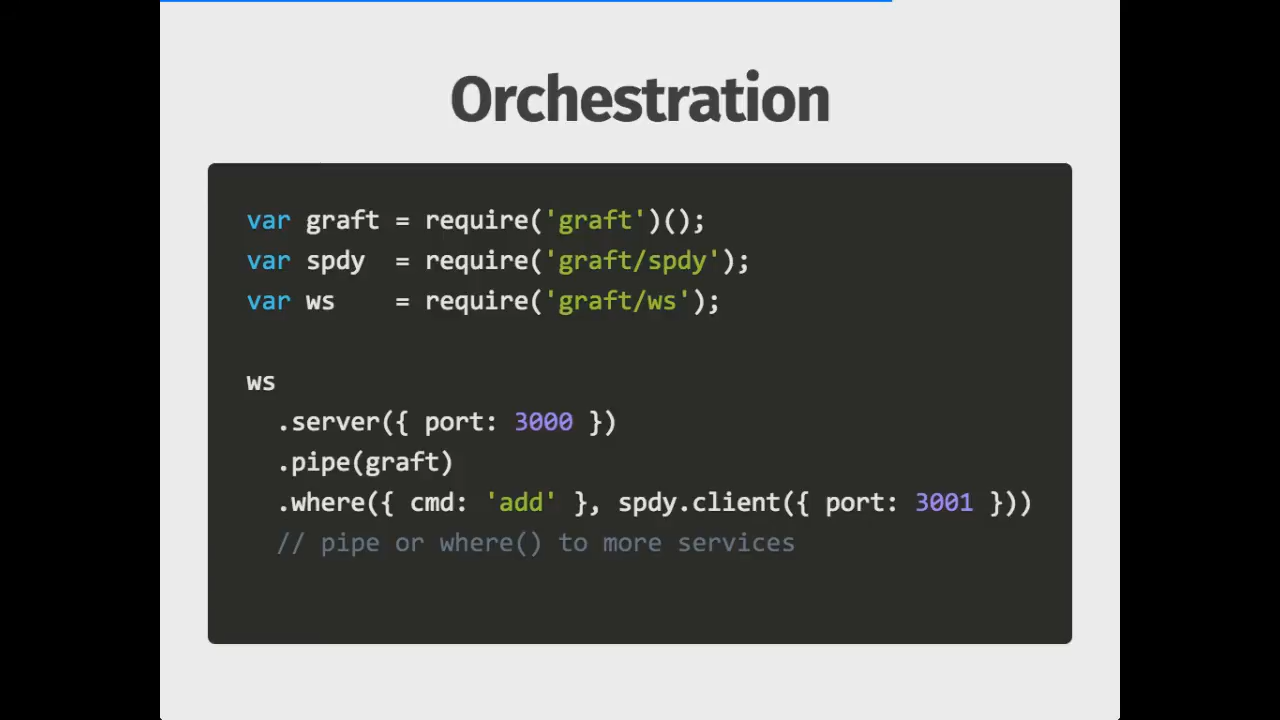 Orchestration
var graft = require('graft')();
var spdy  = require('graft/spdy');
var ws    = require('graft/ws');
ws
  .server({ port: 3000 })
  .pipe(graft)
  .where({ cmd: 'add' }, spdy.client({ port: 3001 }))
  // pipe or where() to more services